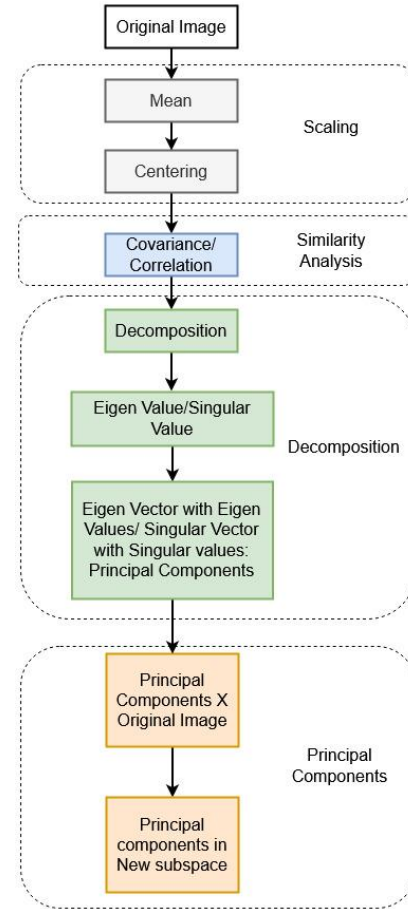 Original Image
Mean
Scaling
Centering
Covariance/
Correlation
Similarity
Analysis
Decomposition
Eigen Value/Singular
Value
Decomposition
Eigen Vector with Eigen
Values/ Singular Vector
with Singular values:
Principal Components
Principal
Components X
Original Image
Principal
Components
Principal
components in
New subspace